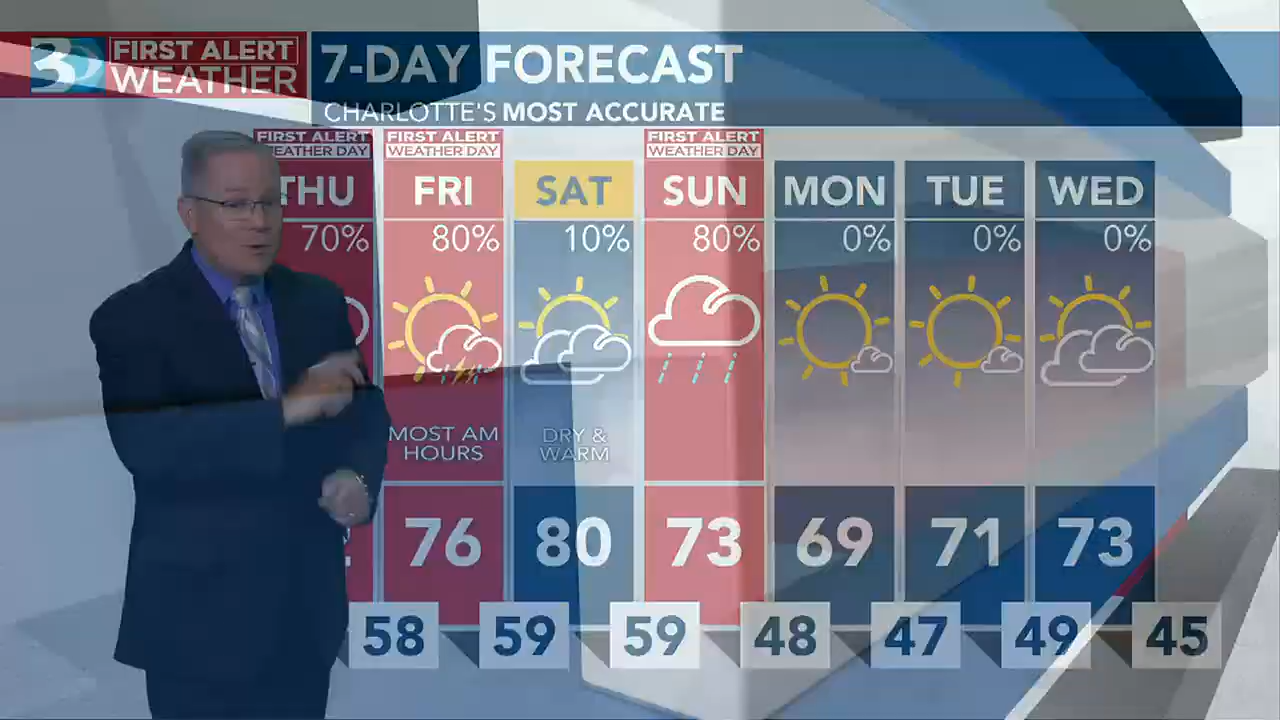 3 FIRST ALERT WEATHER
7-DAY FORECAST
CHARLOTTE'S MOST ACCURATE
FIRST ALERT WEATHER DAY
FIRST ALERT WEATHER DAY
FIRST ALERT WEATHER DAY
THU FRI SAT SUN MON TUE WED
70% 80% 10% 80% 0% 0% 0%
MOST AM HOURS
DRY & WARM
76 80 73 69 71 73
58 59 59 48 47 49 45